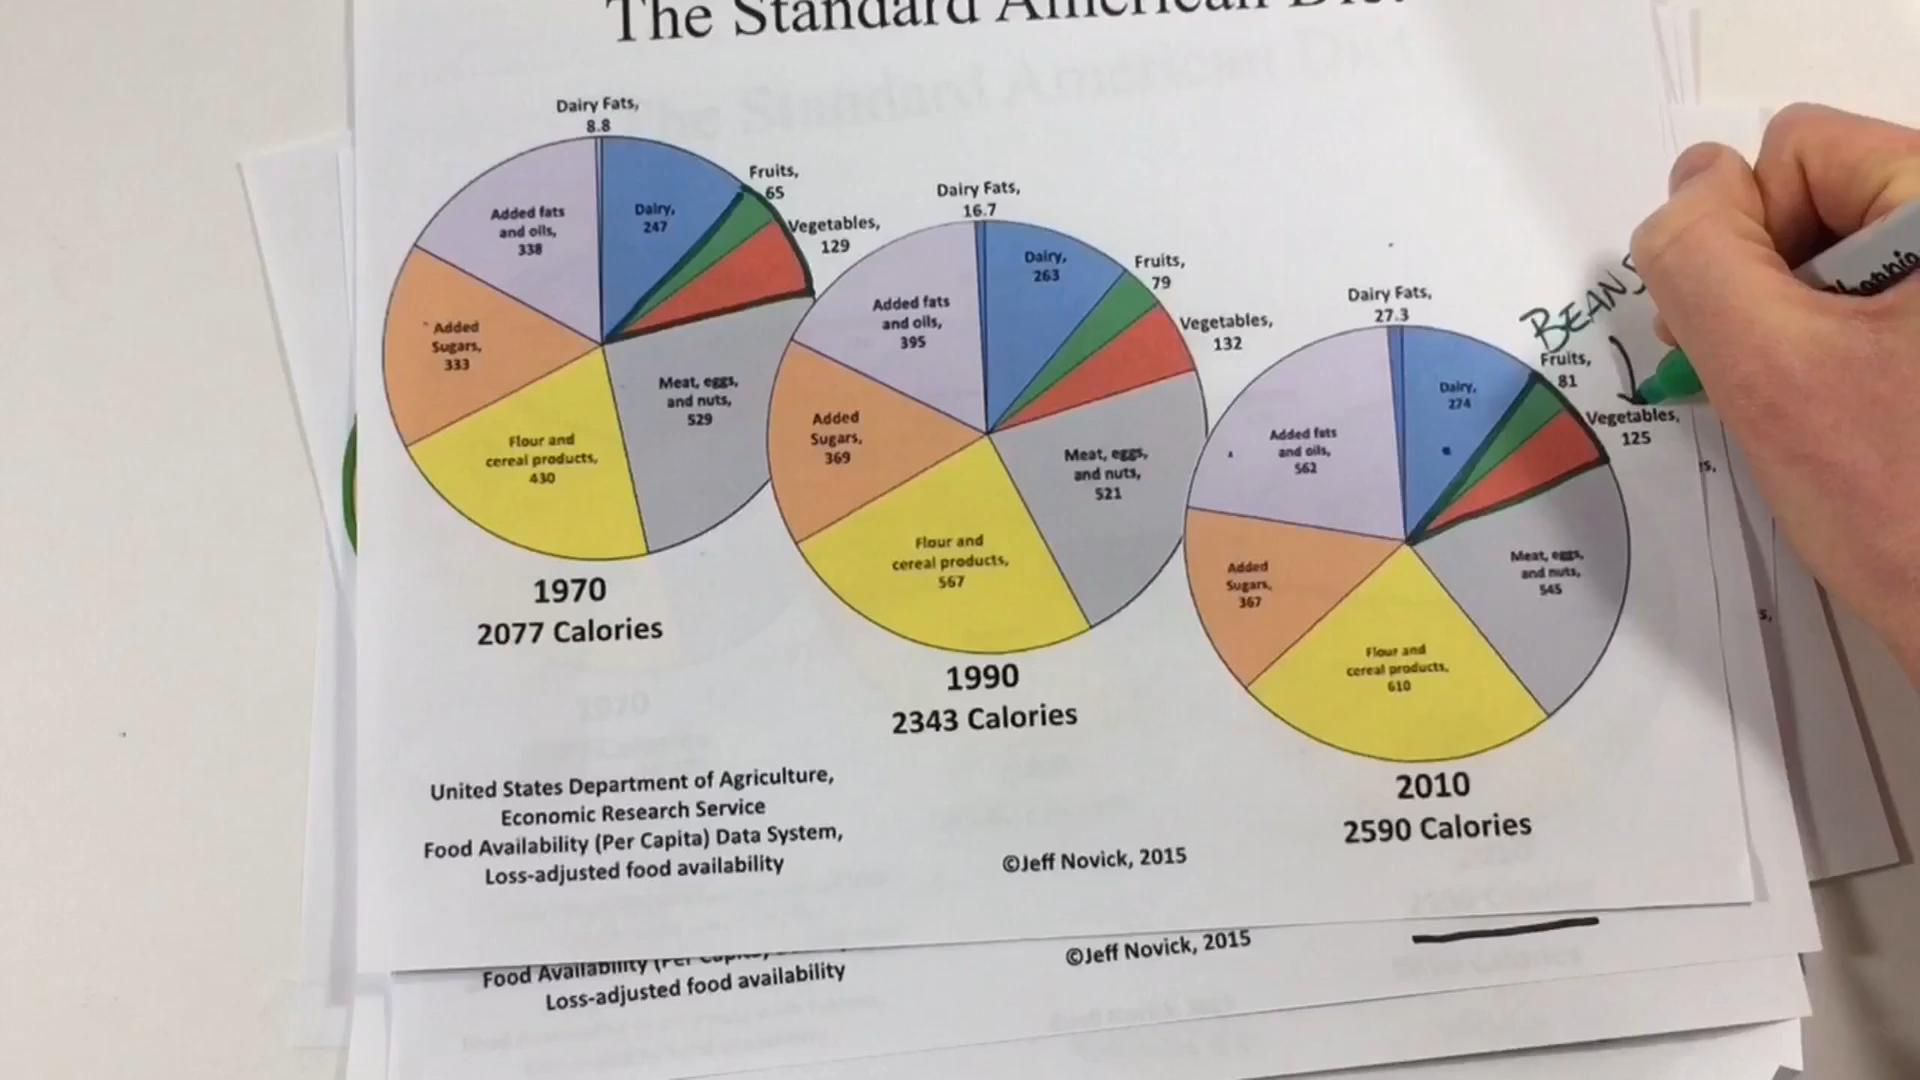 The Standard American Diet
Dairy Fats,
8.8
Dairy,
247
Fruits,
65
Vegetables,
129
Meat, eggs,
and nuts,
529
Flour and
cereal products,
430
Added
Sugars,
333
Added fats
and oils,
338
1970
2077 Calories
Dairy Fats,
16.7
Dairy,
263
Fruits,
79
Vegetables,
132
Meat, eggs,
and nuts,
521
Flour and
cereal products,
567
Added
Sugars,
369
Added fats
and oils,
395
1990
2343 Calories
BEANS
Dairy Fats,
27.3
Dairy,
274
Fruits,
81
Vegetables,
125
Meat, eggs,
and nuts,
545
Flour and
cereal products,
610
Added
Sugars,
367
Added fats
and oils,
562
2010
2590 Calories
United States Department of Agriculture,
Economic Research Service
Food Availability (Per Capita) Data System,
Loss-adjusted food availability
©Jeff Novick, 2015
Food Availability (Per Capita)
Loss-adjusted food availability
©Jeff Novick, 2015